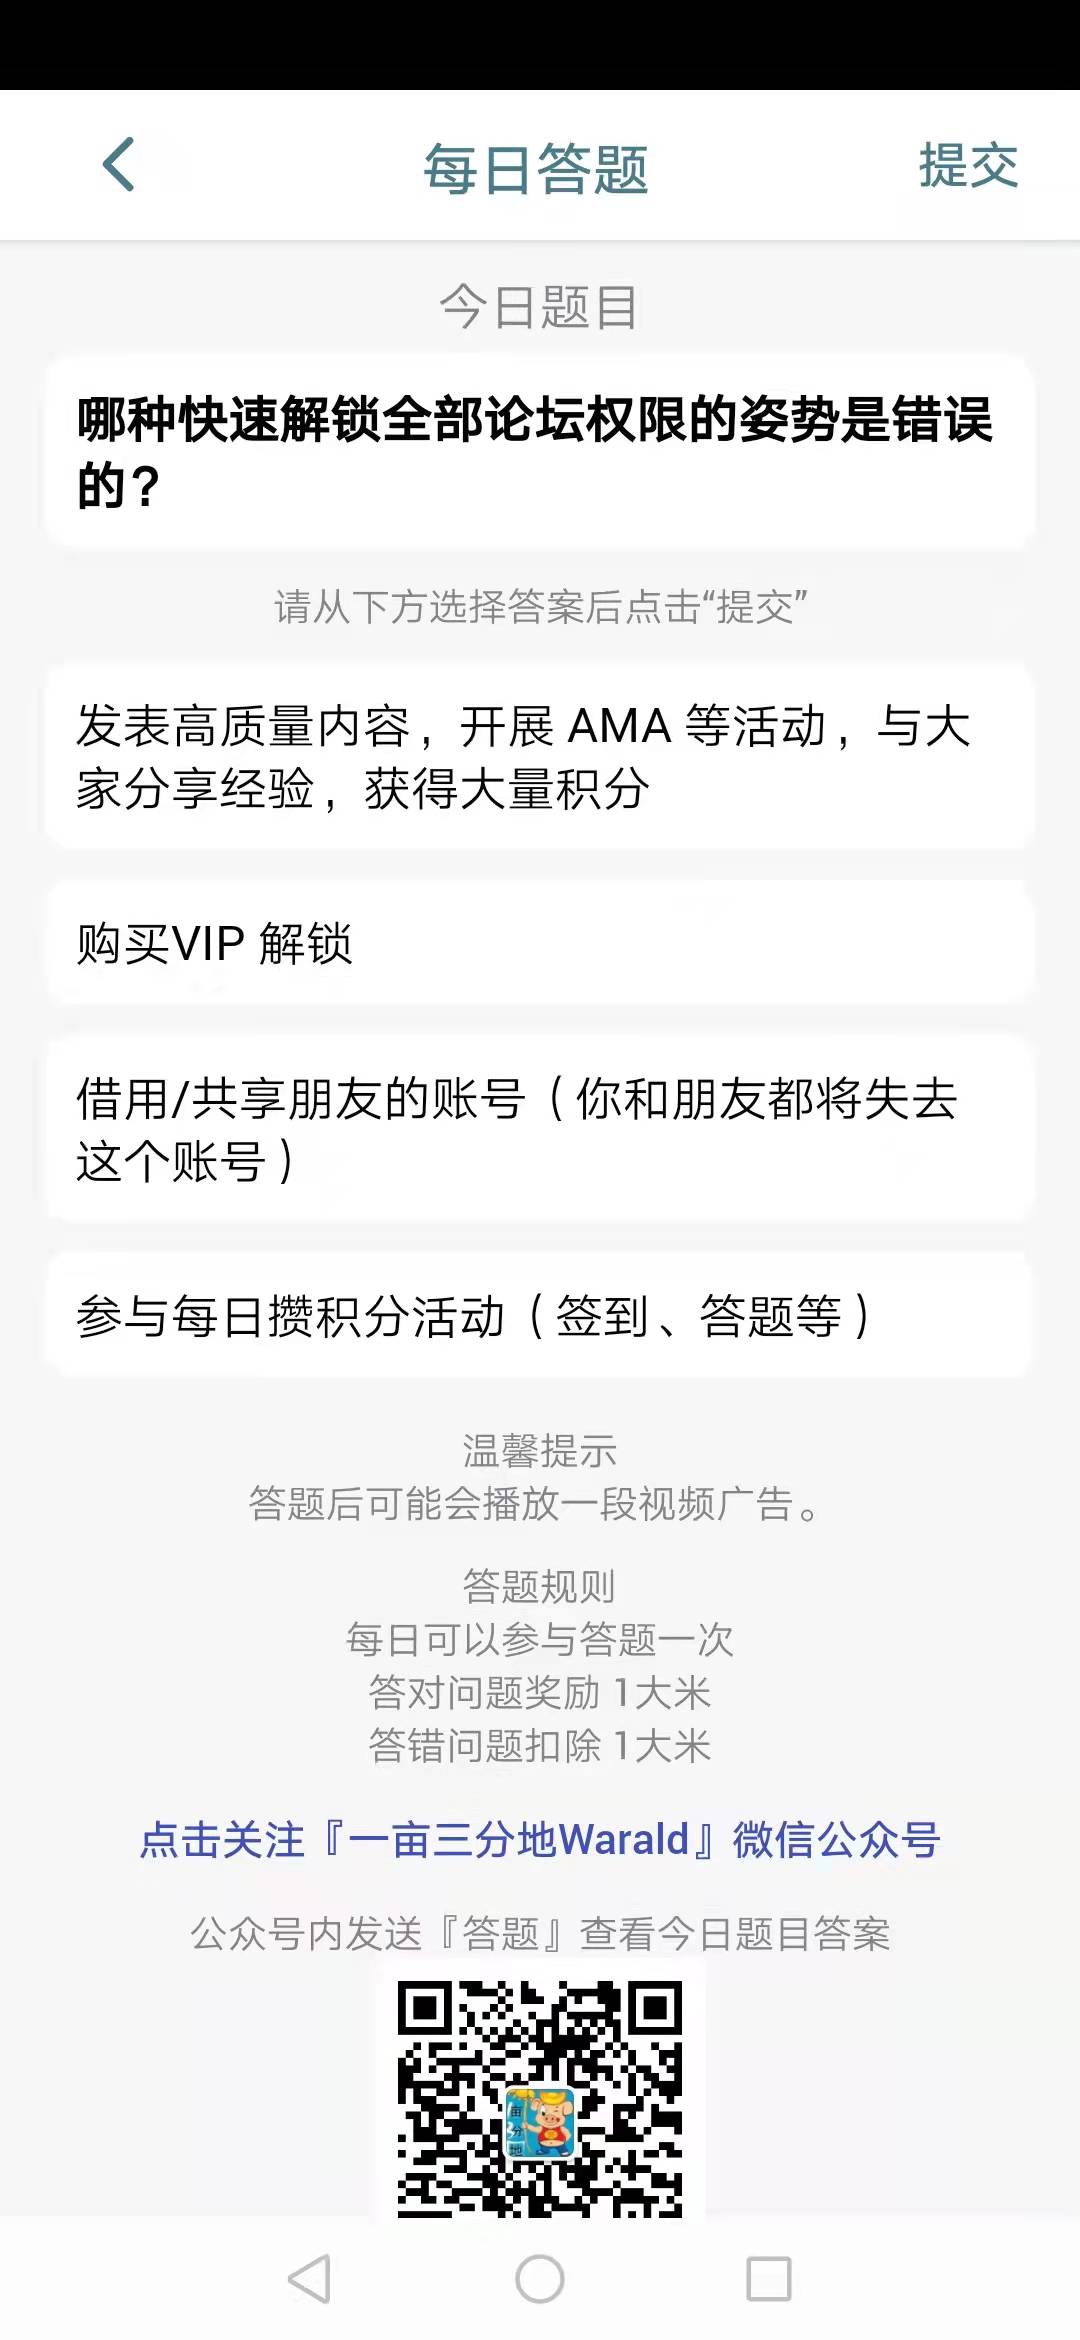 每日答题
提交
今日题目
哪种快速解锁全部论坛权限的姿势是错误
的?
请从下方选择答案后点击“提交”
发表高质量内容，开展 AMA 等活动，与大
家分享经验，获得大量积分
购买VIP 解锁
借用/共享朋友的账号（你和朋友都将失去
这个账号）
参与每日攒积分活动（签到、答题等）
温馨提示
答题后可能会播放一段视频广告。
答题规则
每日可以参与答题一次
答对问题奖励 1大米
答错问题扣除 1大米
点击关注『一亩三分地Warald』微信公众号
公众号内发送『答题』查看今日题目答案